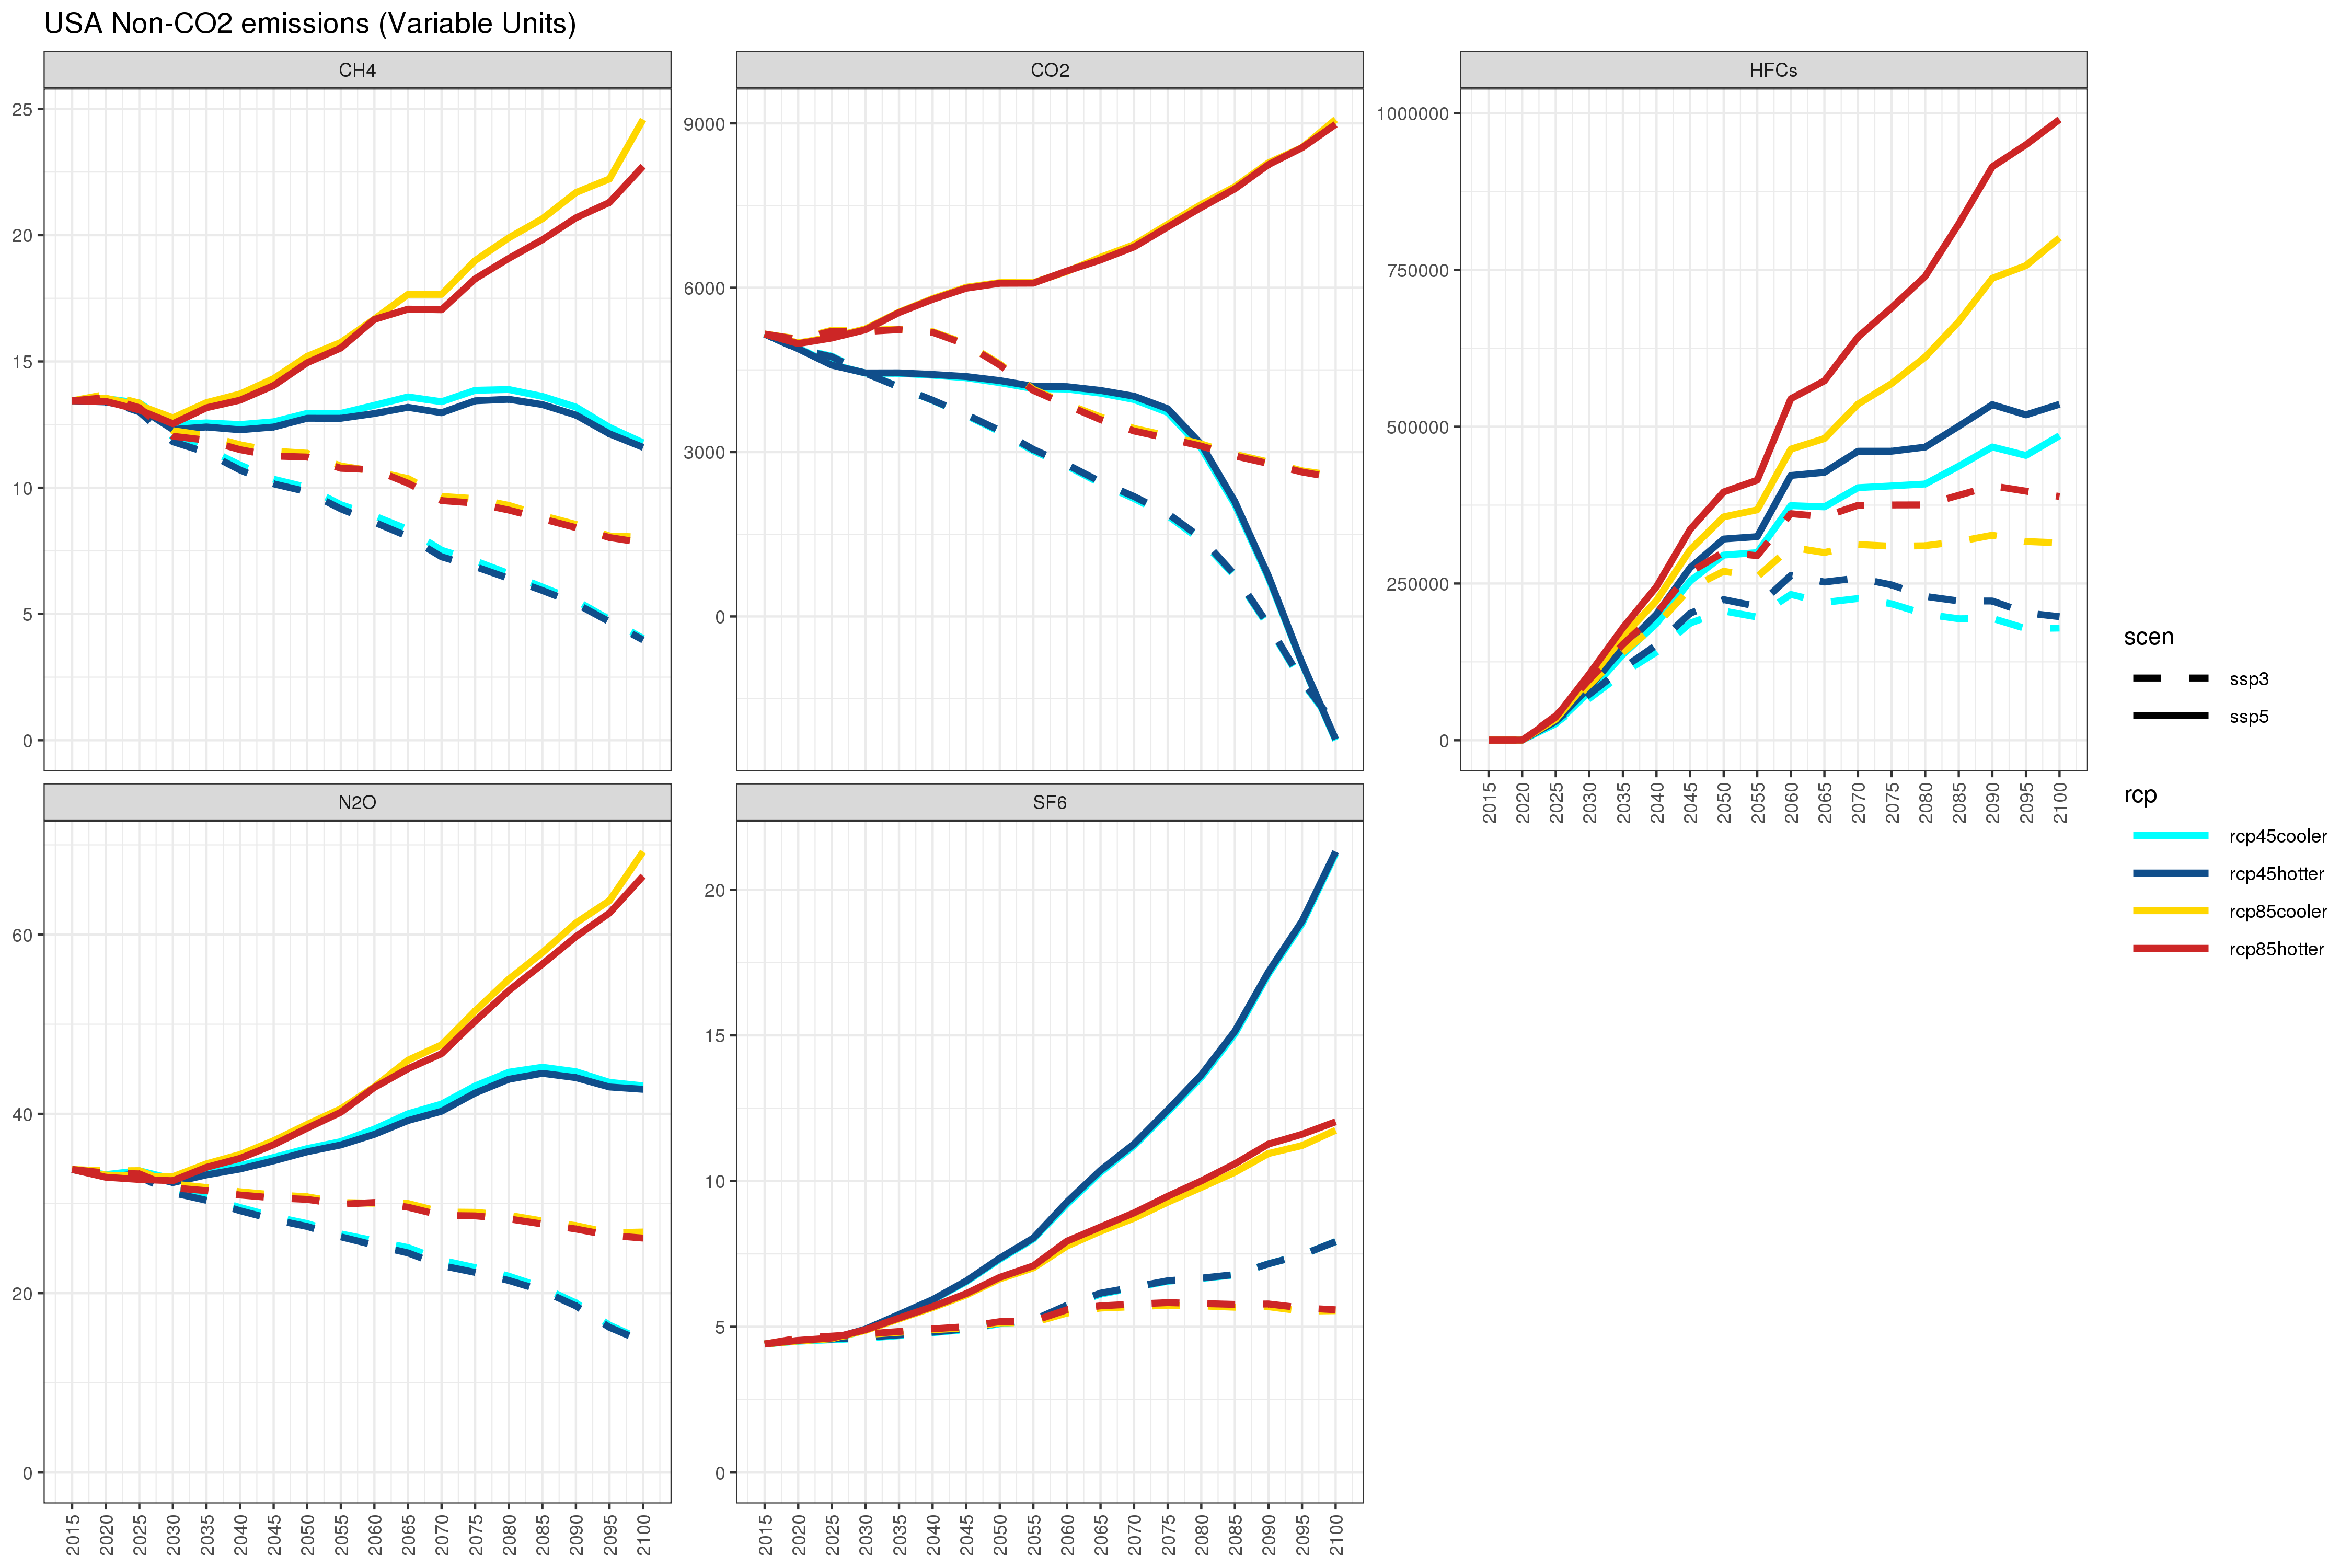 USA Non-CO2 emissions (Variable Units)
CH4
CO2
HFCs
25
20
15
10
5
0
9000
6000
3000
0
1000000
750000
500000
250000
0
2015 2020 2025 2030 2035 2040 2045 2050 2055 2060 2065 2070 2075 2080 2085 2090 2095 2100
N2O
SF6
60
40
20
0
20
15
10
5
0
2015 2020 2025 2030 2035 2040 2045 2050 2055 2060 2065 2070 2075 2080 2085 2090 2095 2100
2015 2020 2025 2030 2035 2040 2045 2050 2055 2060 2065 2070 2075 2080 2085 2090 2095 2100
scen
ssp3
ssp5
rcp
rcp45cooler
rcp45hotter
rcp85cooler
rcp85hotter